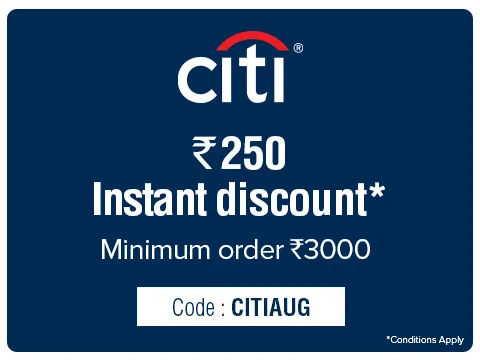 citi®
₹250
Instant discount*
Minimum order ₹3000
Code : CITIAUG
*Conditions Apply